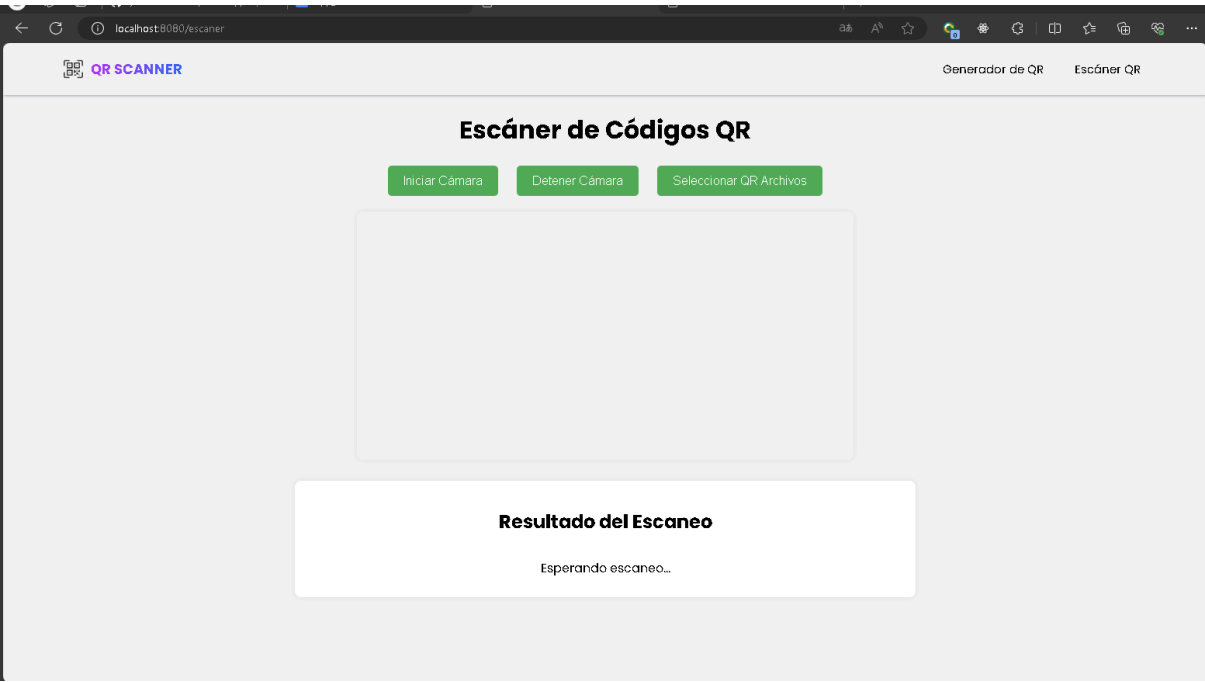 localhost:8080/escaner
QR SCANNER
Generador de QR
Escáner QR
Escáner de Códigos QR
Iniciar Cámara
Detener Cámara
Seleccionar QR Archivos
Resultado del Escaneo
Esperando escaneo...